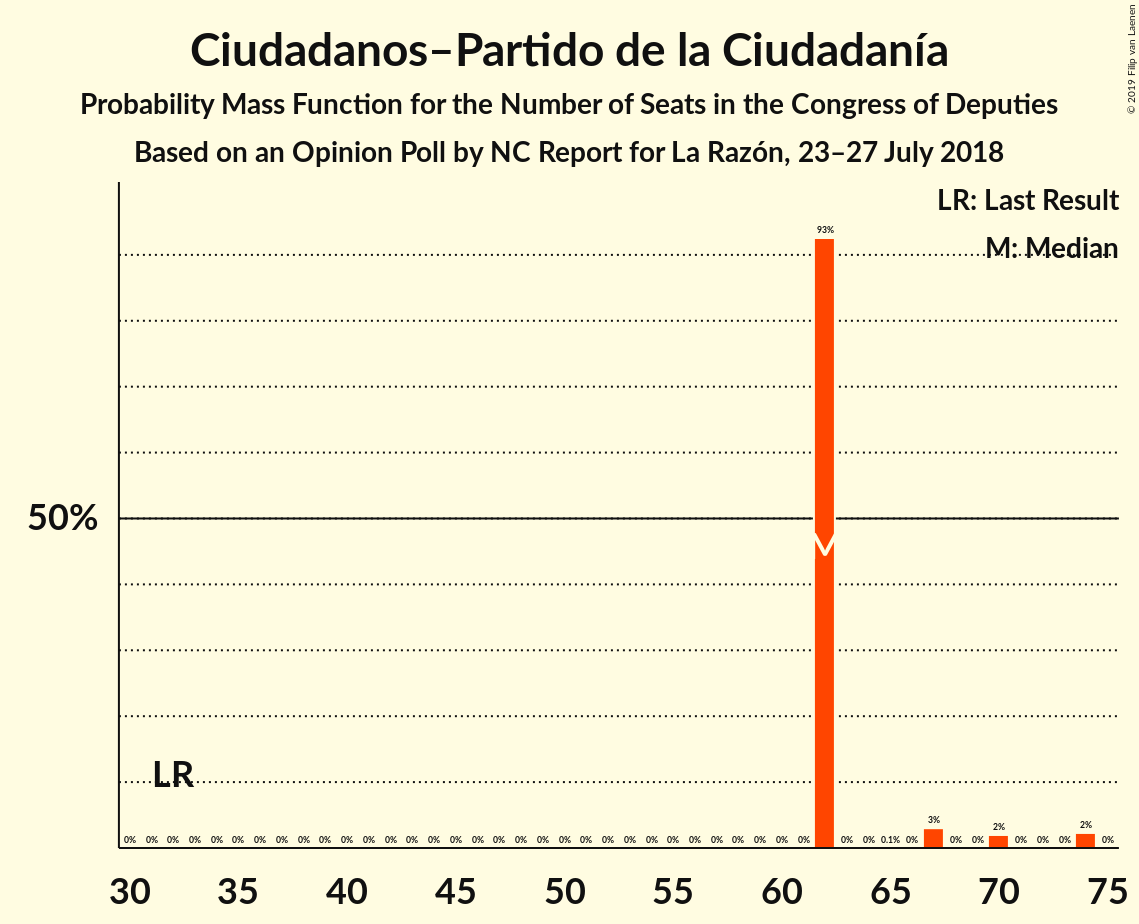 Ciudadanos–Partido de la Ciudadanía
Probability Mass Function for the Number of Seats in the Congress of Deputies
Based on an Opinion Poll by NC Report for La Razón, 23–27 July 2018
© 2019 Filip van Laenen
LR: Last Result
M: Median
93%
50%
LR
0% 0% 0% 0% 0% 0% 0% 0% 0% 0% 0% 0% 0% 0% 0% 0% 0% 0% 0% 0% 0% 0% 0% 0% 0% 0% 0% 0% 0% 0% 0% 0% 0% 0% 0.1% 0% 3% 0% 0% 2% 0% 0% 0% 2% 0%
30 35 40 45 50 55 60 65 70 75